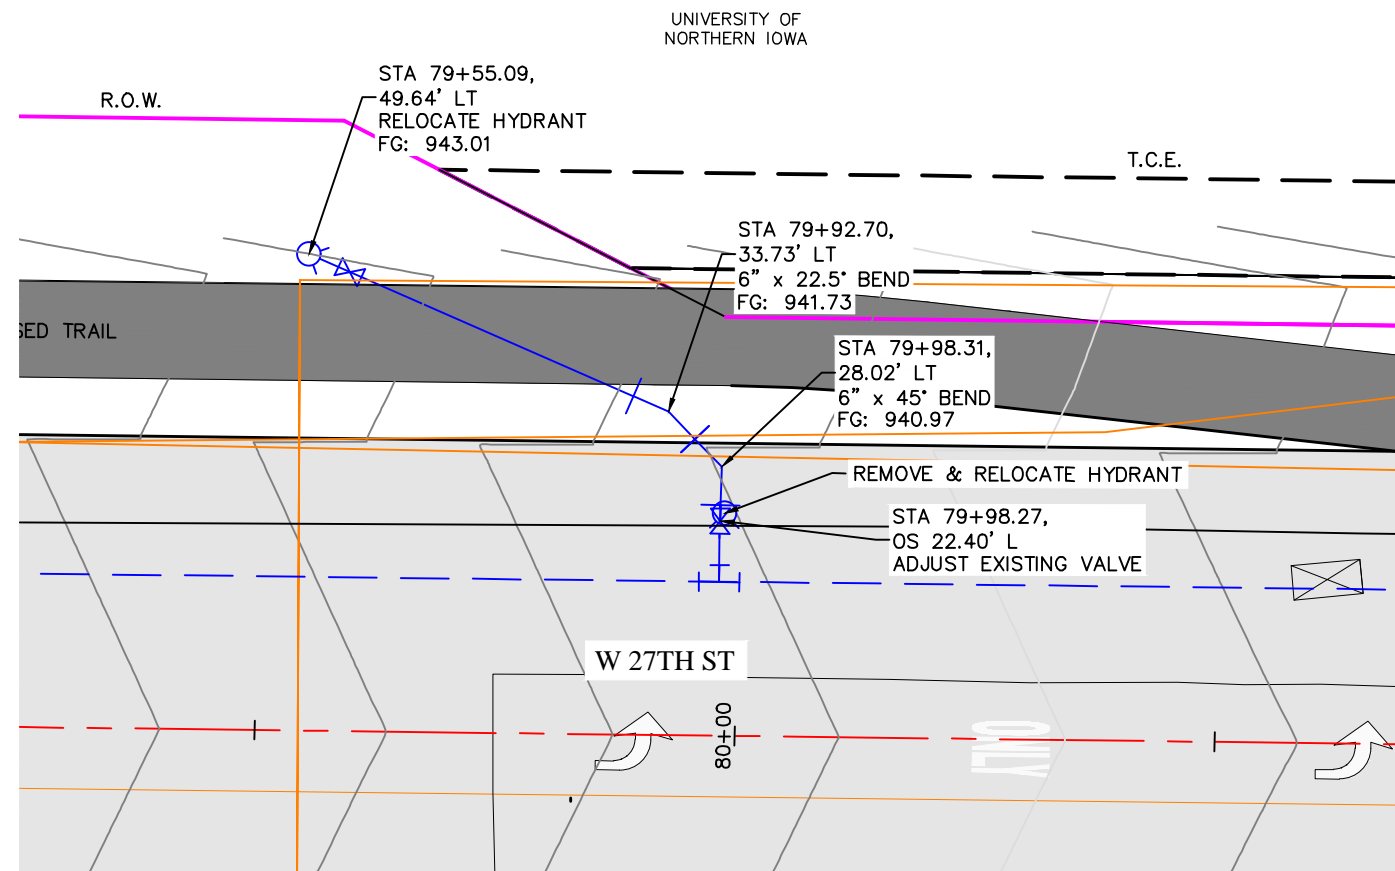 UNIVERSITY OF
NORTHERN IOWA
STA 79+55.09,
49.64' LT
RELOCATE HYDRANT
FG: 943.01
R.O.W.
T.C.E.
STA 79+92.70,
33.73' LT
6" x 22.5° BEND
FG: 941.73
SED TRAIL
STA 79+98.31,
28.02' LT
6" x 45° BEND
FG: 940.97
REMOVE & RELOCATE HYDRANT
STA 79+98.27,
OS 22.40' L
ADJUST EXISTING VALVE
W 27TH ST
80+00
ONLY